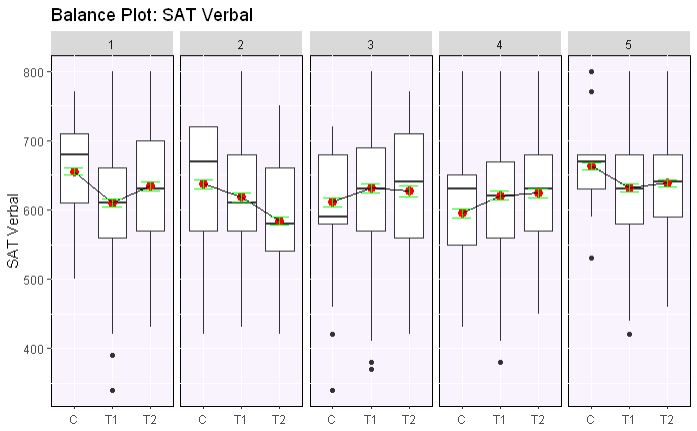 Balance Plot: SAT Verbal
1 2 3 4 5
800
700
600
500
400
SAT Verbal
C T1 T2 C T1 T2 C T1 T2 C T1 T2 C T1 T2